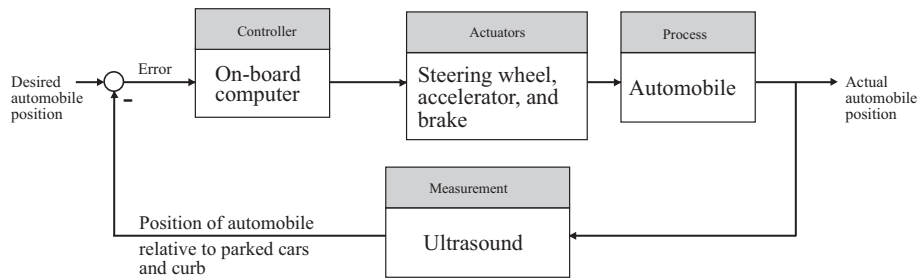 Controller
On-board
computer
Actuators
Steering wheel,
accelerator, and
brake
Process
Automobile
Desired
automobile
position
Error
-
Actual
automobile
position
Measurement
Ultrasound
Position of automobile
relative to parked cars
and curb